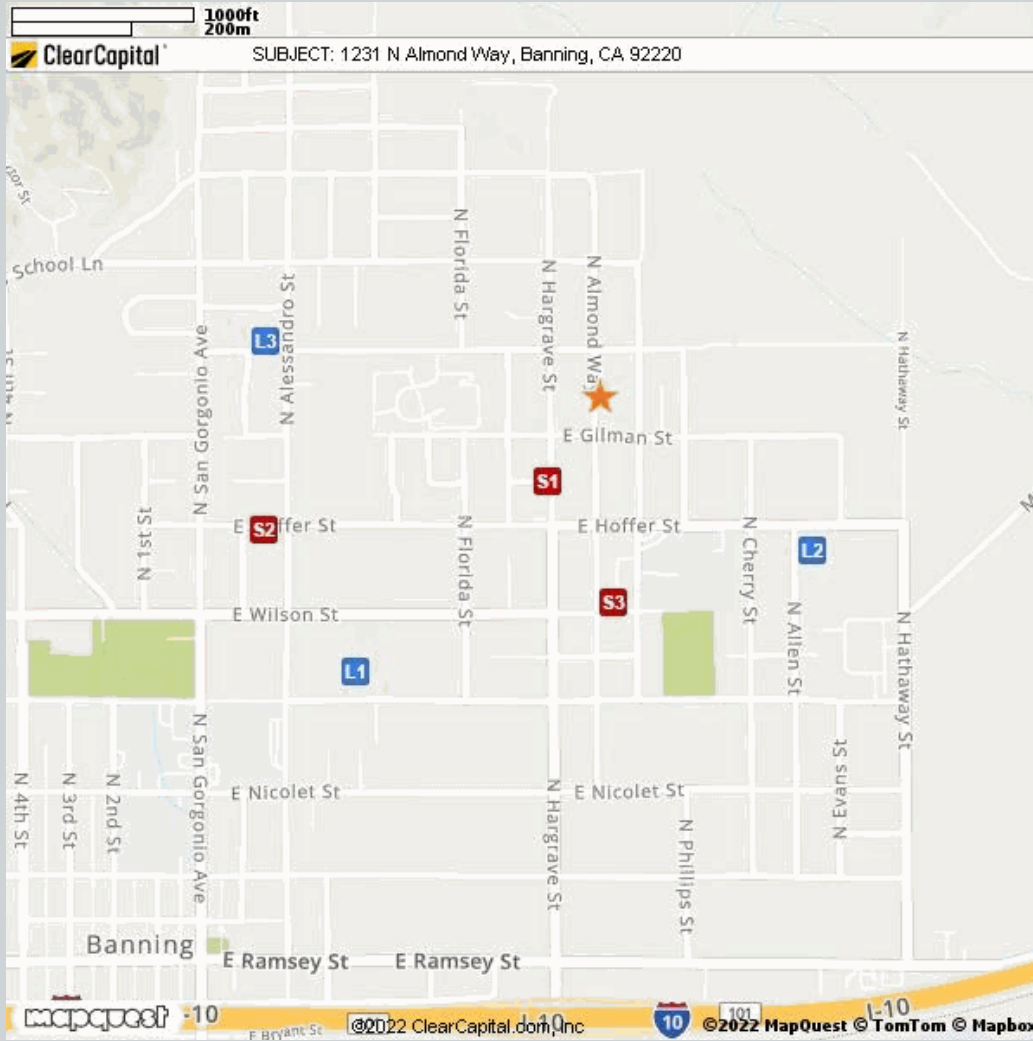 1000ft
200m
ClearCapital
SUBJECT: 1231 N Almond Way, Banning, CA 92220
School Ln
N Florida St
N Hargrave St
N Almond Way
N Alessandro St
N San Gorgonio Ave
L3
N Hathaway St
E Gilman St
S1
S2
E Hoffer St
N 1st St
N Florida St
N Cherry St
L2
S3
E Wilson St
N Allen St
N Hathaway St
L1
N San Gorgonio Ave
N 4th St
N 3rd St
N 2nd St
E Nicolet St
N Hargrave St
E Nicolet St
N Phillips St
N Evans St
Banning
E Ramsey St
E Ramsey St
mapquest
-10
E Bryant St
©2022 ClearCapital.com, Inc
I-10
10
101
I-10
©2022 MapQuest © TomTom © Mapbox